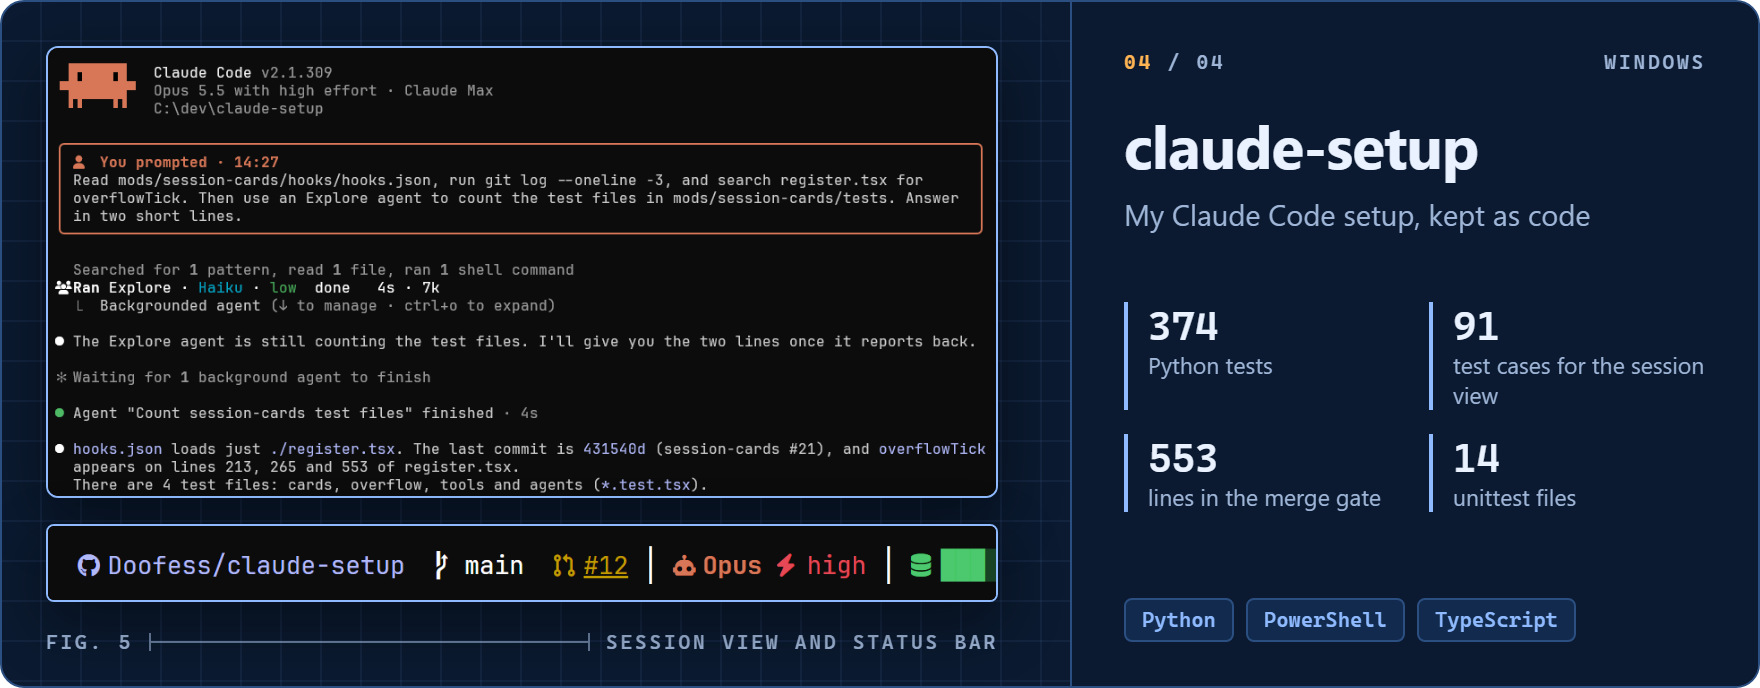 Claude Code v2.1.309
Opus 5.5 with high effort · Claude Max
C:\dev\claude-setup
You prompted · 14:27
Read mods/session-cards/hooks/hooks.json, run git log --oneline -3, and search register.tsx for
overflowTick. Then use an Explore agent to count the test files in mods/session-cards/tests. Answer
in two short lines.
Searched for 1 pattern, read 1 file, ran 1 shell command
Ran Explore · Haiku · low done 4s · 7k
Backgrounded agent (↓ to manage · ctrl+o to expand)
The Explore agent is still counting the test files. I'll give you the two lines once it reports back.
Waiting for 1 background agent to finish
Agent "Count session-cards test files" finished · 4s
hooks.json loads just ./register.tsx. The last commit is 431540d (session-cards #21), and overflowTick
appears on lines 213, 265 and 553 of register.tsx.
There are 4 test files: cards, overflow, tools and agents (*.test.tsx).
Doofess/claude-setup main #12 Opus high
FIG. 5 SESSION VIEW AND STATUS BAR
04 / 04
WINDOWS
claude-setup
My Claude Code setup, kept as code
374
Python tests
91
test cases for the session
view
553
lines in the merge gate
14
unittest files
Python
PowerShell
TypeScript